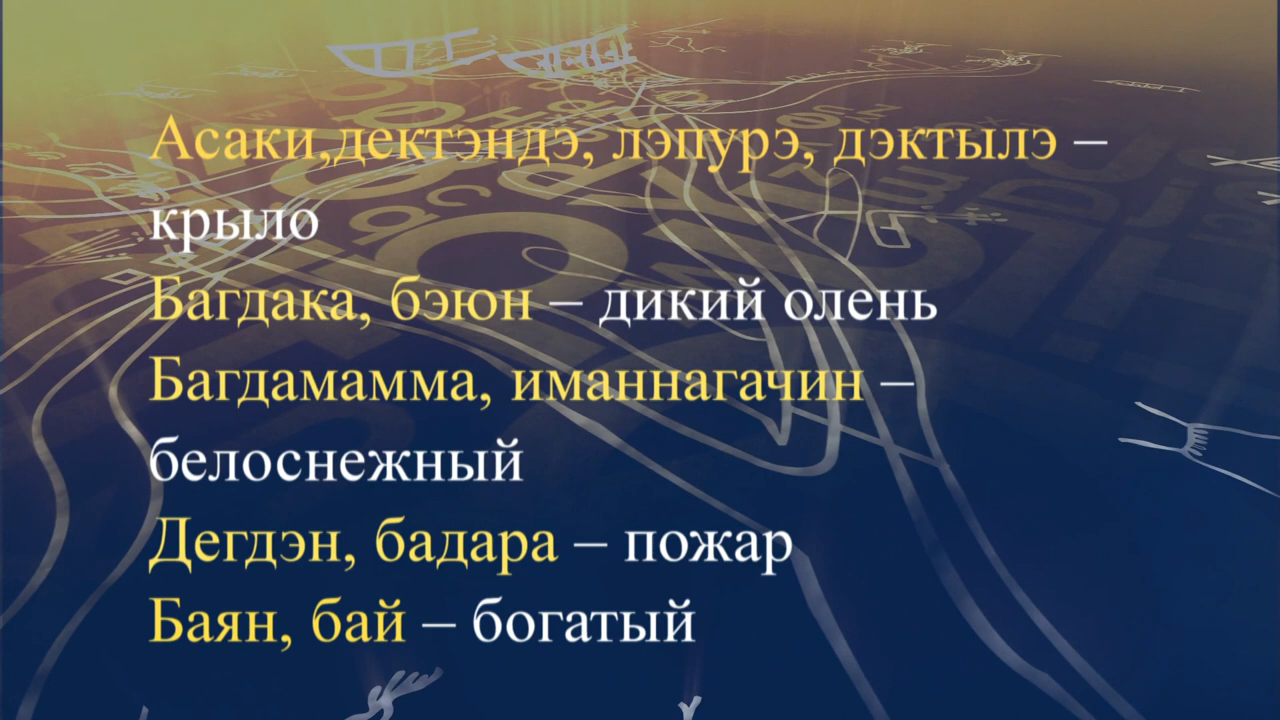 Асаки,дектэндэ, лэпурэ, дэктылэ –
крыло
Багдака, бэюн – дикий олень
Багдамамма, иманнагачин –
белоснежный
Дегдэн, бадара – пожар
Баян, бай – богатый